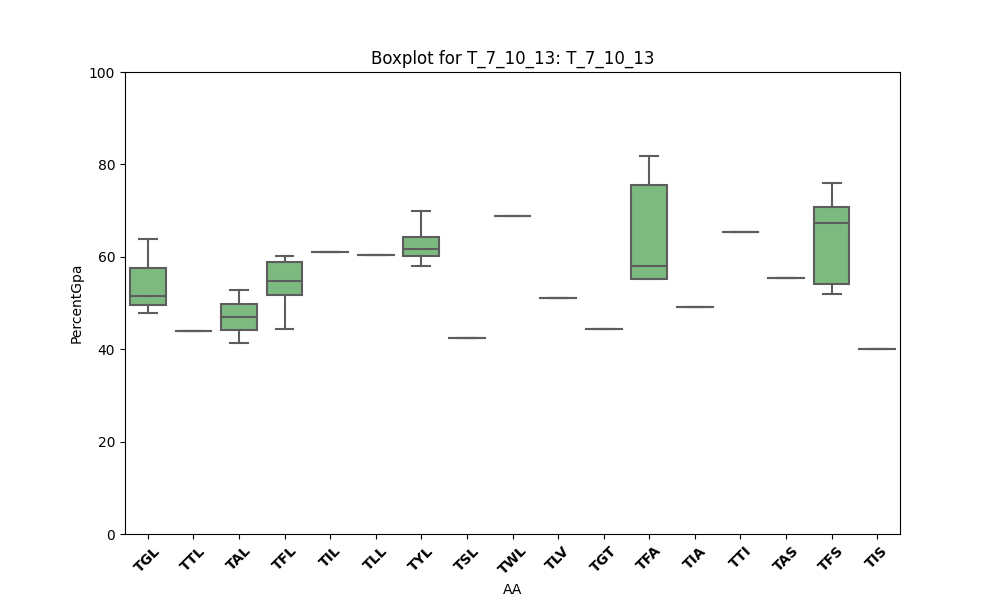 Boxplot for T_7_10_13: T_7_10_13
PercentGpa
100
80
60
40
20
0
TGL TTL TAL TFL TIL TLL TYL TSL TWL TLV TGT TFA TIA TTI TAS TFS TIS
AA